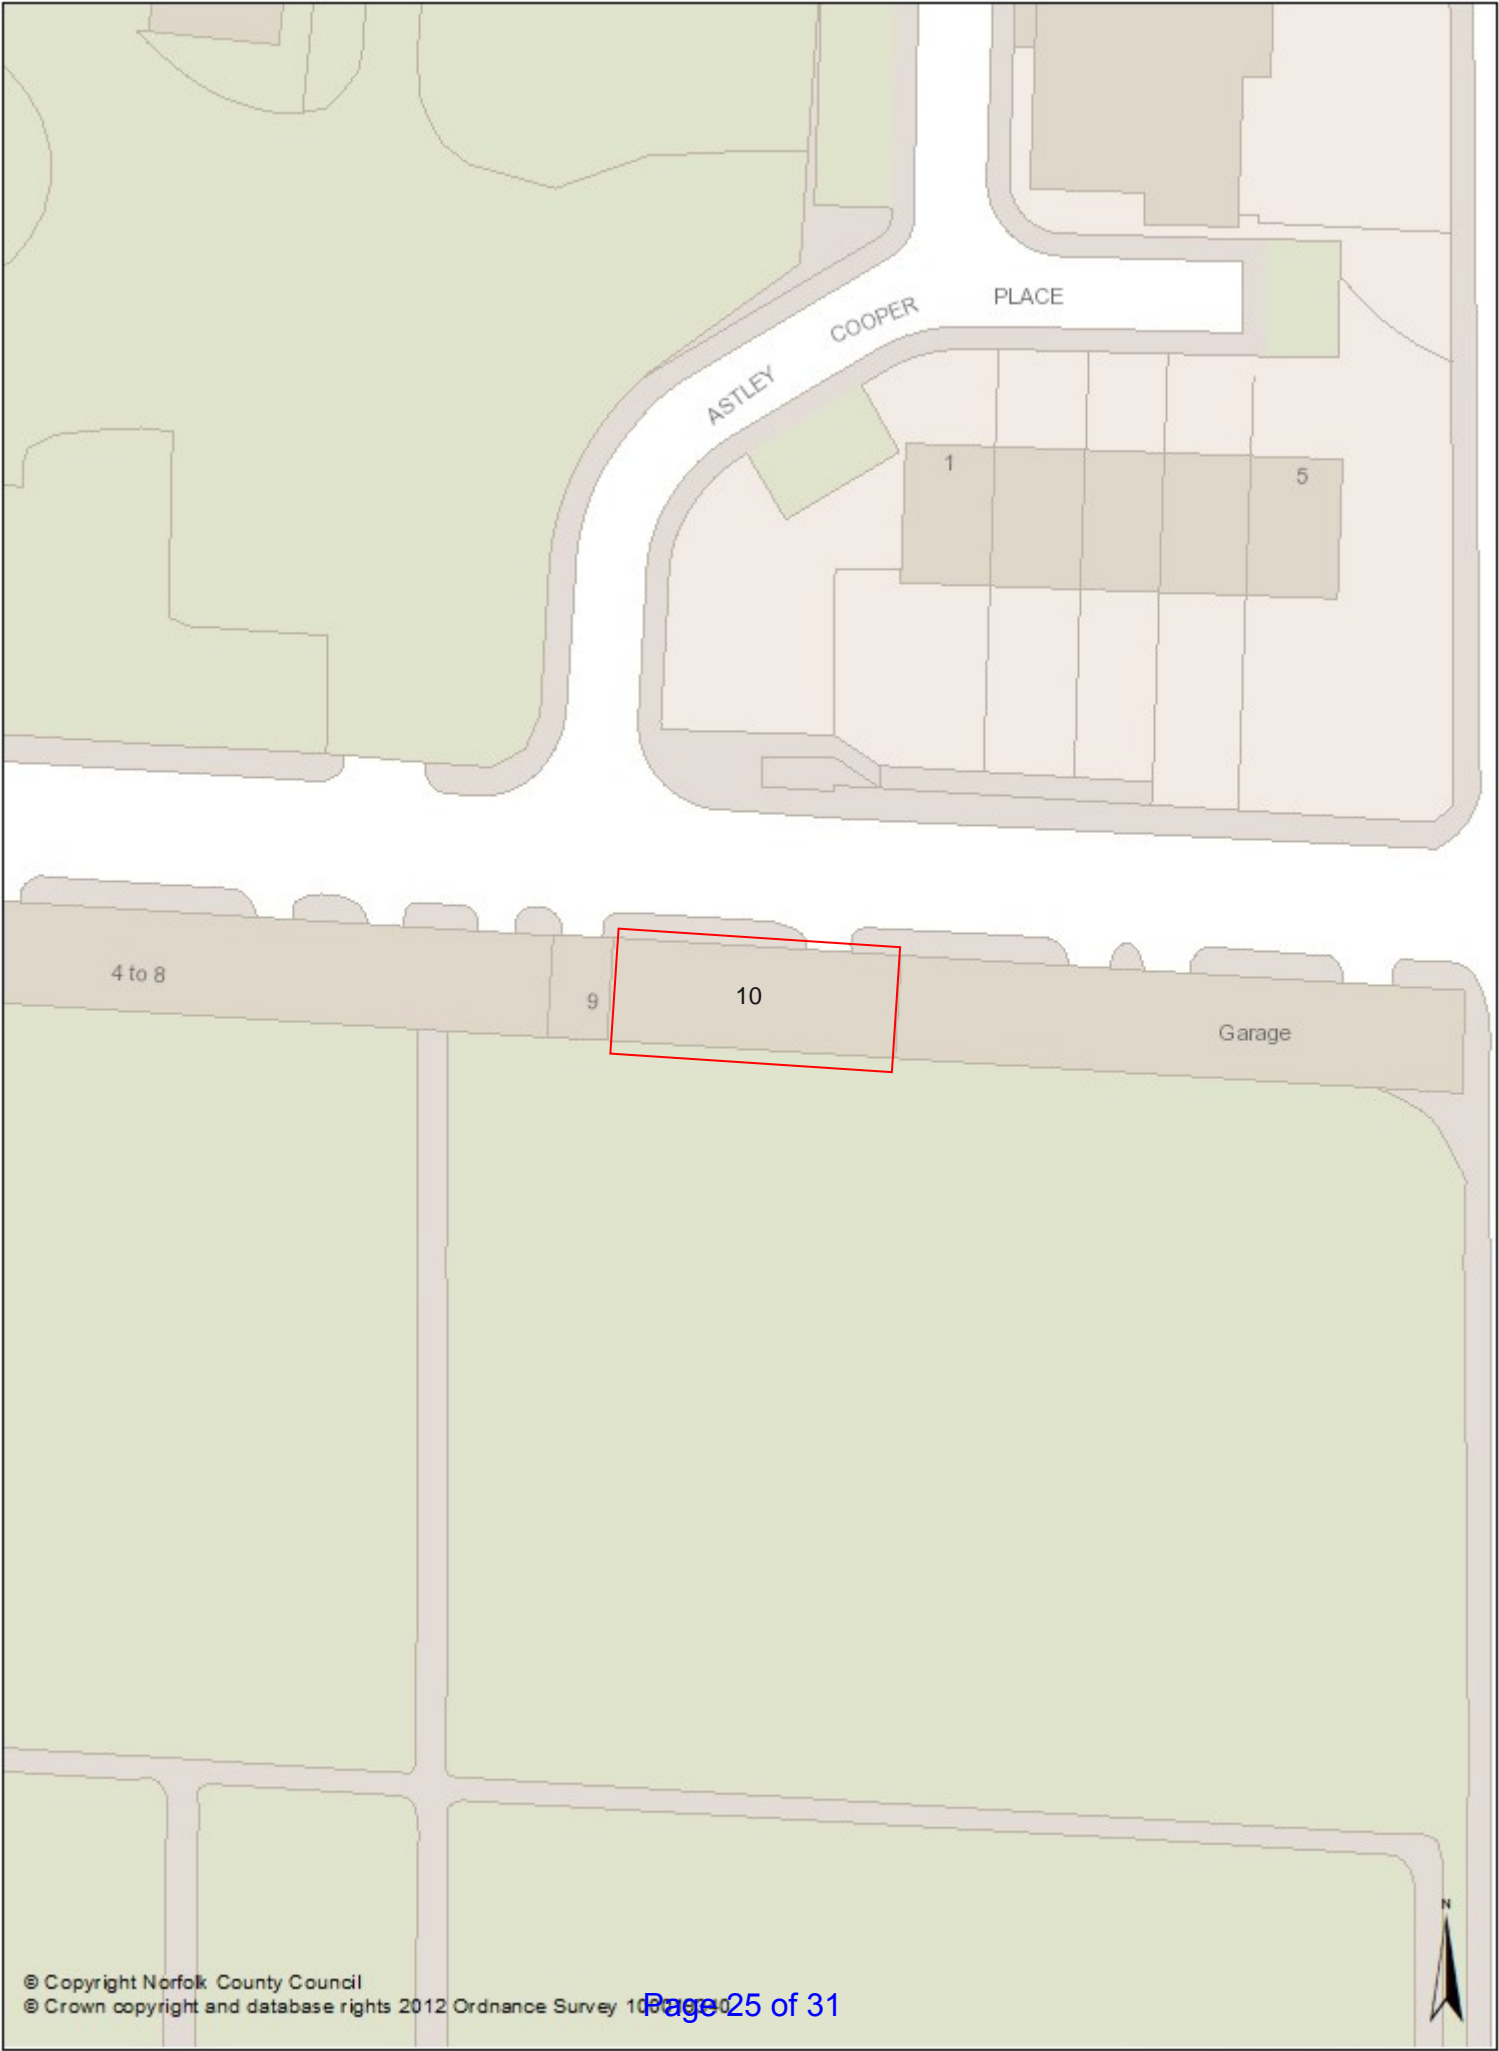 PLACE
COOPER
ASTLEY
1
5
4 to 8
9
10
Garage
N
© Copyright Norfolk County Council
© Crown copyright and database rights 2012 Ordnance Survey
Page 25 of 31